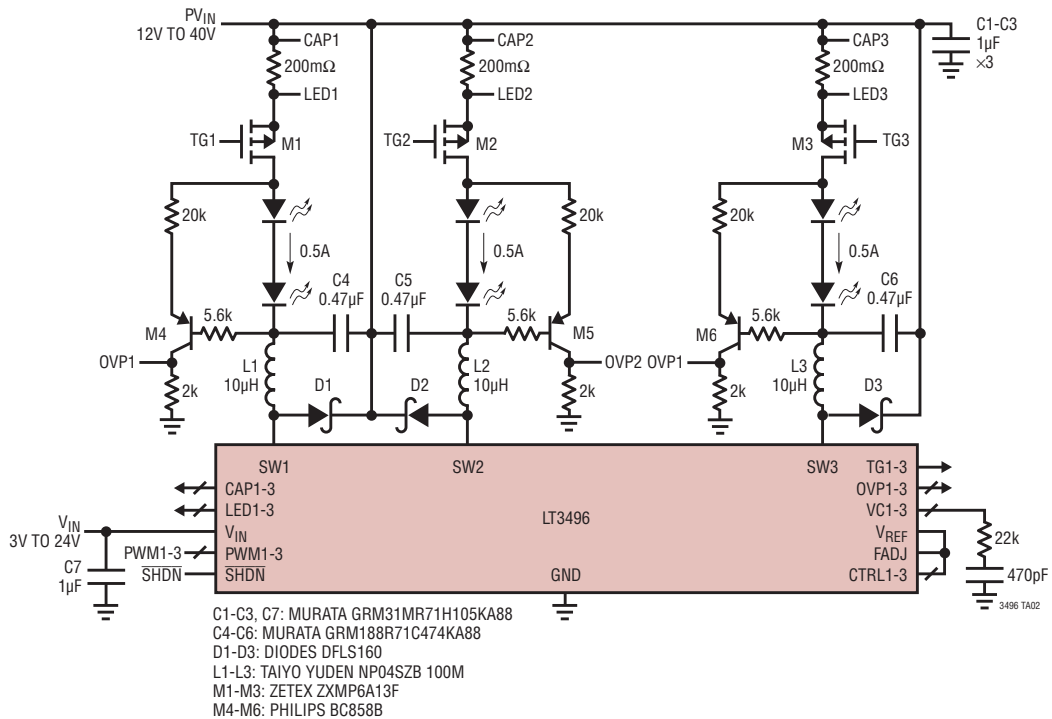 PVIN
12V TO 40V
CAP1
CAP2
CAP3
C1-C3
1µF
×3
200mΩ
200mΩ
200mΩ
LED1
LED2
LED3
TG1
M1
TG2
M2
M3
TG3
20k
20k
20k
0.5A
0.5A
0.5A
C4
0.47µF
C5
0.47µF
C6
0.47µF
M4
5.6k
5.6k
M5
M6
5.6k
OVP1
L1
10µH
L2
10µH
OVP2
OVP1
L3
10µH
2k
D1
D2
2k
2k
D3
SW1
SW2
SW3
TG1-3
CAP1-3
OVP1-3
LED1-3
VC1-3
LT3496
VIN
3V TO 24V
VIN
VREF
22k
PWM1-3
PWM1-3
FADJ
C7
1µF
SHDN
SHDN
GND
CTRL1-3
470pF
3496 TA02
C1-C3, C7: MURATA GRM31MR71H105KA88
C4-C6: MURATA GRM188R71C474KA88
D1-D3: DIODES DFLS160
L1-L3: TAIYO YUDEN NP04SZB 100M
M1-M3: ZETEX ZXMP6A13F
M4-M6: PHILIPS BC858B